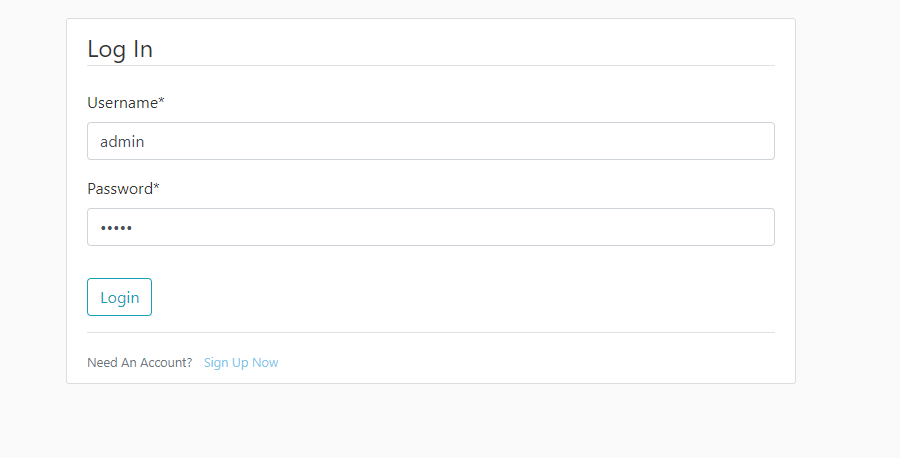 Log In
Username*
admin
Password*
•••••
Login
Need An Account? Sign Up Now